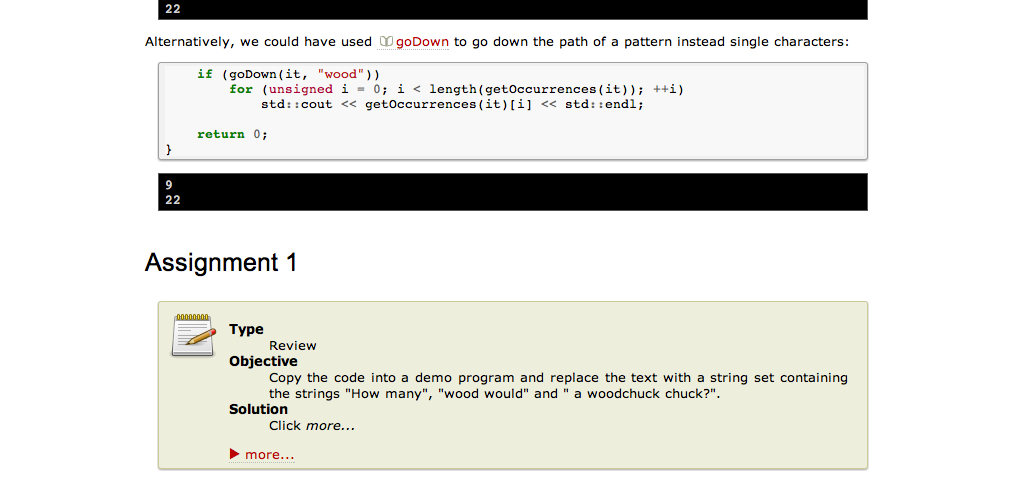 22
Alternatively, we could have used goDown to go down the path of a pattern instead single characters:
if (goDown(it, "wood"))
for (unsigned i = 0; i < length(getOccurrences(it)); ++i)
std::cout << getOccurrences(it)[i] << std::endl;
return 0;
}
9
22
Assignment 1
Type
Review
Objective
Copy the code into a demo program and replace the text with a string set containing
the strings "How many", "wood would" and " a woodchuck chuck?".
Solution
Click more...
more...